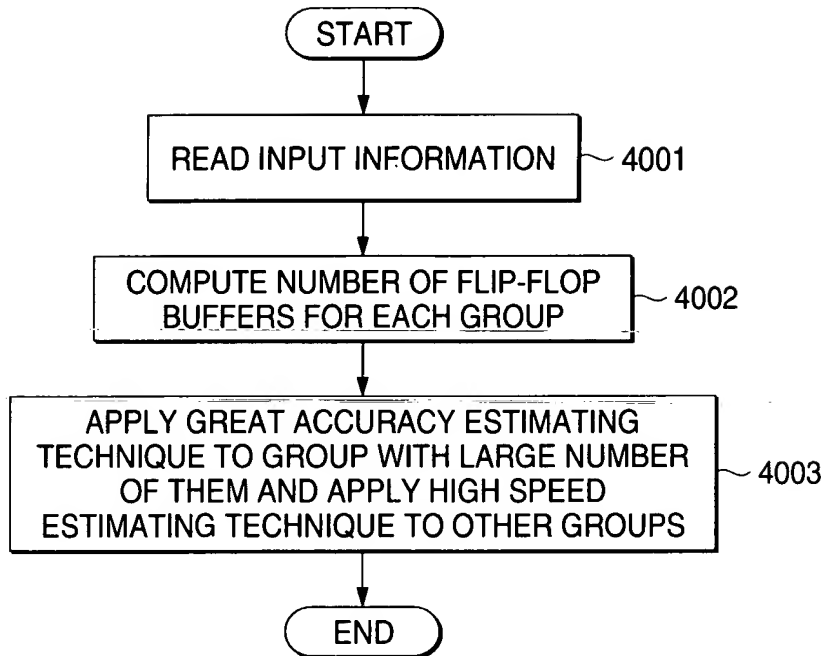 START
READ INPUT INFORMATION
4001
COMPUTE NUMBER OF FLIP-FLOP
BUFFERS FOR EACH GROUP
4002
APPLY GREAT ACCURACY ESTIMATING
TECHNIQUE TO GROUP WITH LARGE NUMBER
OF THEM AND APPLY HIGH SPEED
ESTIMATING TECHNIQUE TO OTHER GROUPS
4003
END